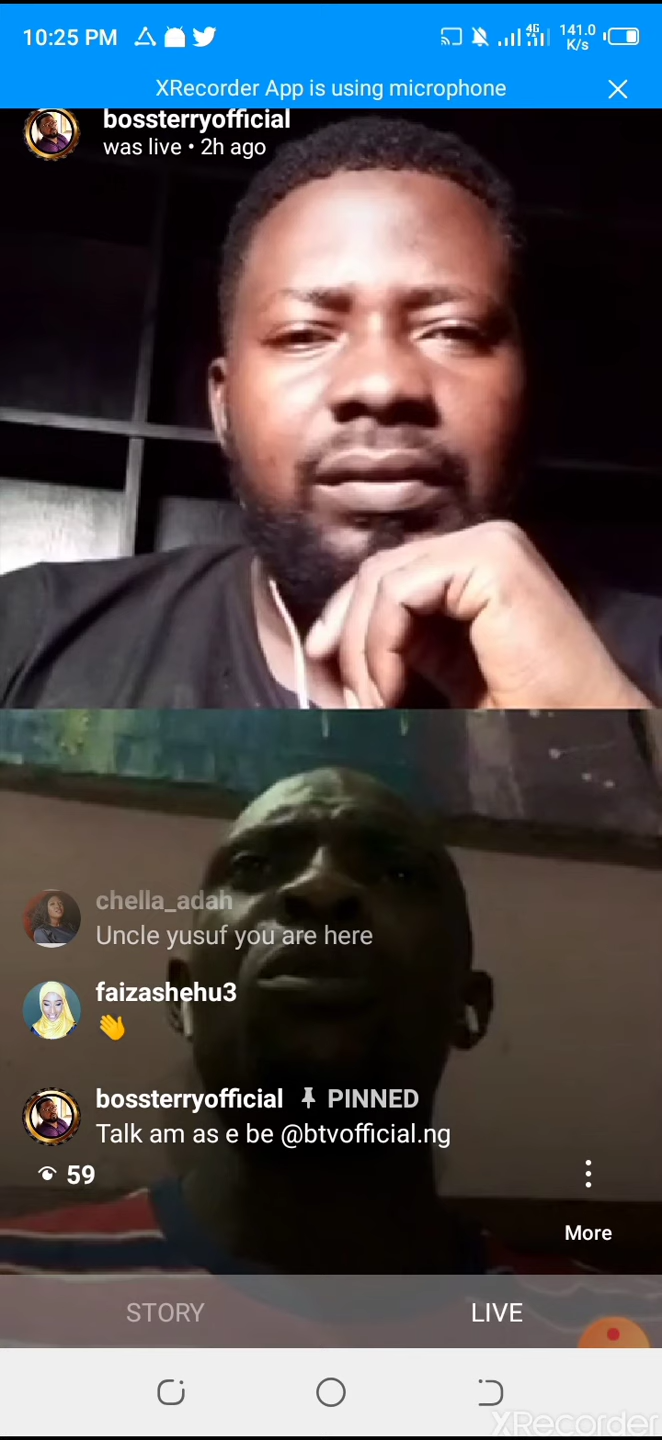 10:25 PM
4G
141.0
K/s
XRecorder App is using microphone
bossterryofficial
was live • 2h ago
chella_adah
Uncle yusuf you are here
faizashehu3
👋
bossterryofficial PINNED
Talk am as e be @btvofficial.ng
59
More
STORY
LIVE
XRecorder